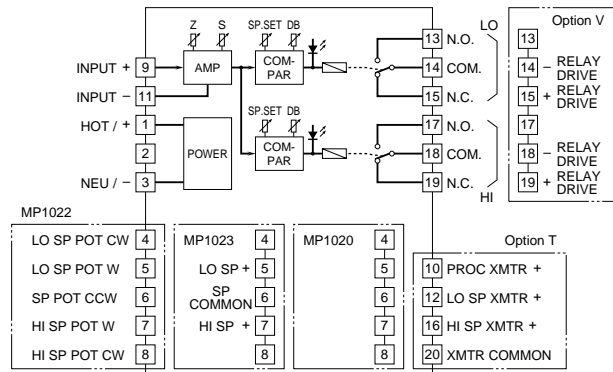 Z S SP.SET DB LO Option V
13 N.O. 13
INPUT + 9 AMP COM-PAR 14 COM. 14 − RELAY DRIVE
INPUT − 11 15 N.C. 15 + RELAY DRIVE
HOT / + 1 SP.SET DB 17 N.O. 17
2 POWER COM-PAR 18 COM. 18 − RELAY DRIVE
NEU / − 3 19 N.C. 19 + RELAY DRIVE
HI
MP1022
LO SP POT CW 4
LO SP POT W 5
SP POT CCW 6
HI SP POT W 7
HI SP POT CW 8
MP1023 4
LO SP + 5
SP COMMON 6
HI SP + 7
8
MP1020 4
5
6
7
8
Option T
10 PROC XMTR +
12 LO SP XMTR +
16 HI SP XMTR +
20 XMTR COMMON